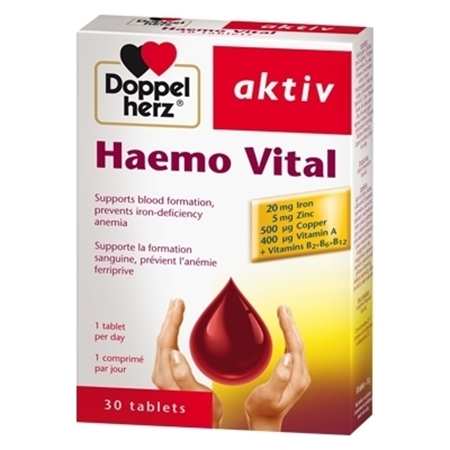 Haemo Vital
Doppel
herz®
aktiv
Haemo Vital
Supports blood formation,
prevents iron-deficiency
anemia
20 mg Iron
5 mg Zinc
500 µg Copper
400 µg Vitamin A
+ Vitamins B2+B6+B12
Supporte la formation
sanguine, prévient l'anémie
ferriprive
1 tablet
per day
1 comprimé
par jour
30 tablets